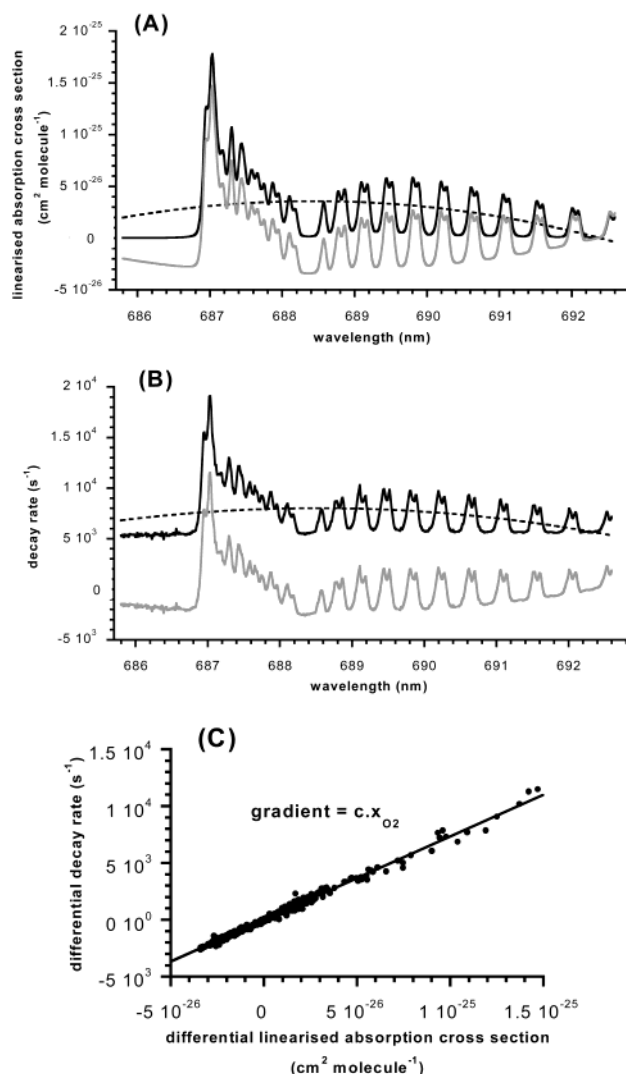 (A)
linearised absorption cross section
(cm² molecule⁻¹)
2 10⁻²⁵
1 10⁻²⁵
1 10⁻²⁵
5 10⁻²⁶
0
-5 10⁻²⁶
686 687 688 689 690 691 692
wavelength (nm)
(B)
decay rate (s⁻¹)
2 10⁴
1.5 10⁴
1 10⁴
5 10³
0
-5 10³
686 687 688 689 690 691 692
wavelength (nm)
(C)
differential decay rate (s⁻¹)
1.5 10⁴
1 10⁴
5 10³
0 10⁰
-5 10³
gradient = c.x_O2
-5 10⁻²⁶ 0 5 10⁻²⁶ 1 10⁻²⁵ 1.5 10⁻²⁵
differential linearised absorption cross section
(cm² molecule⁻¹)